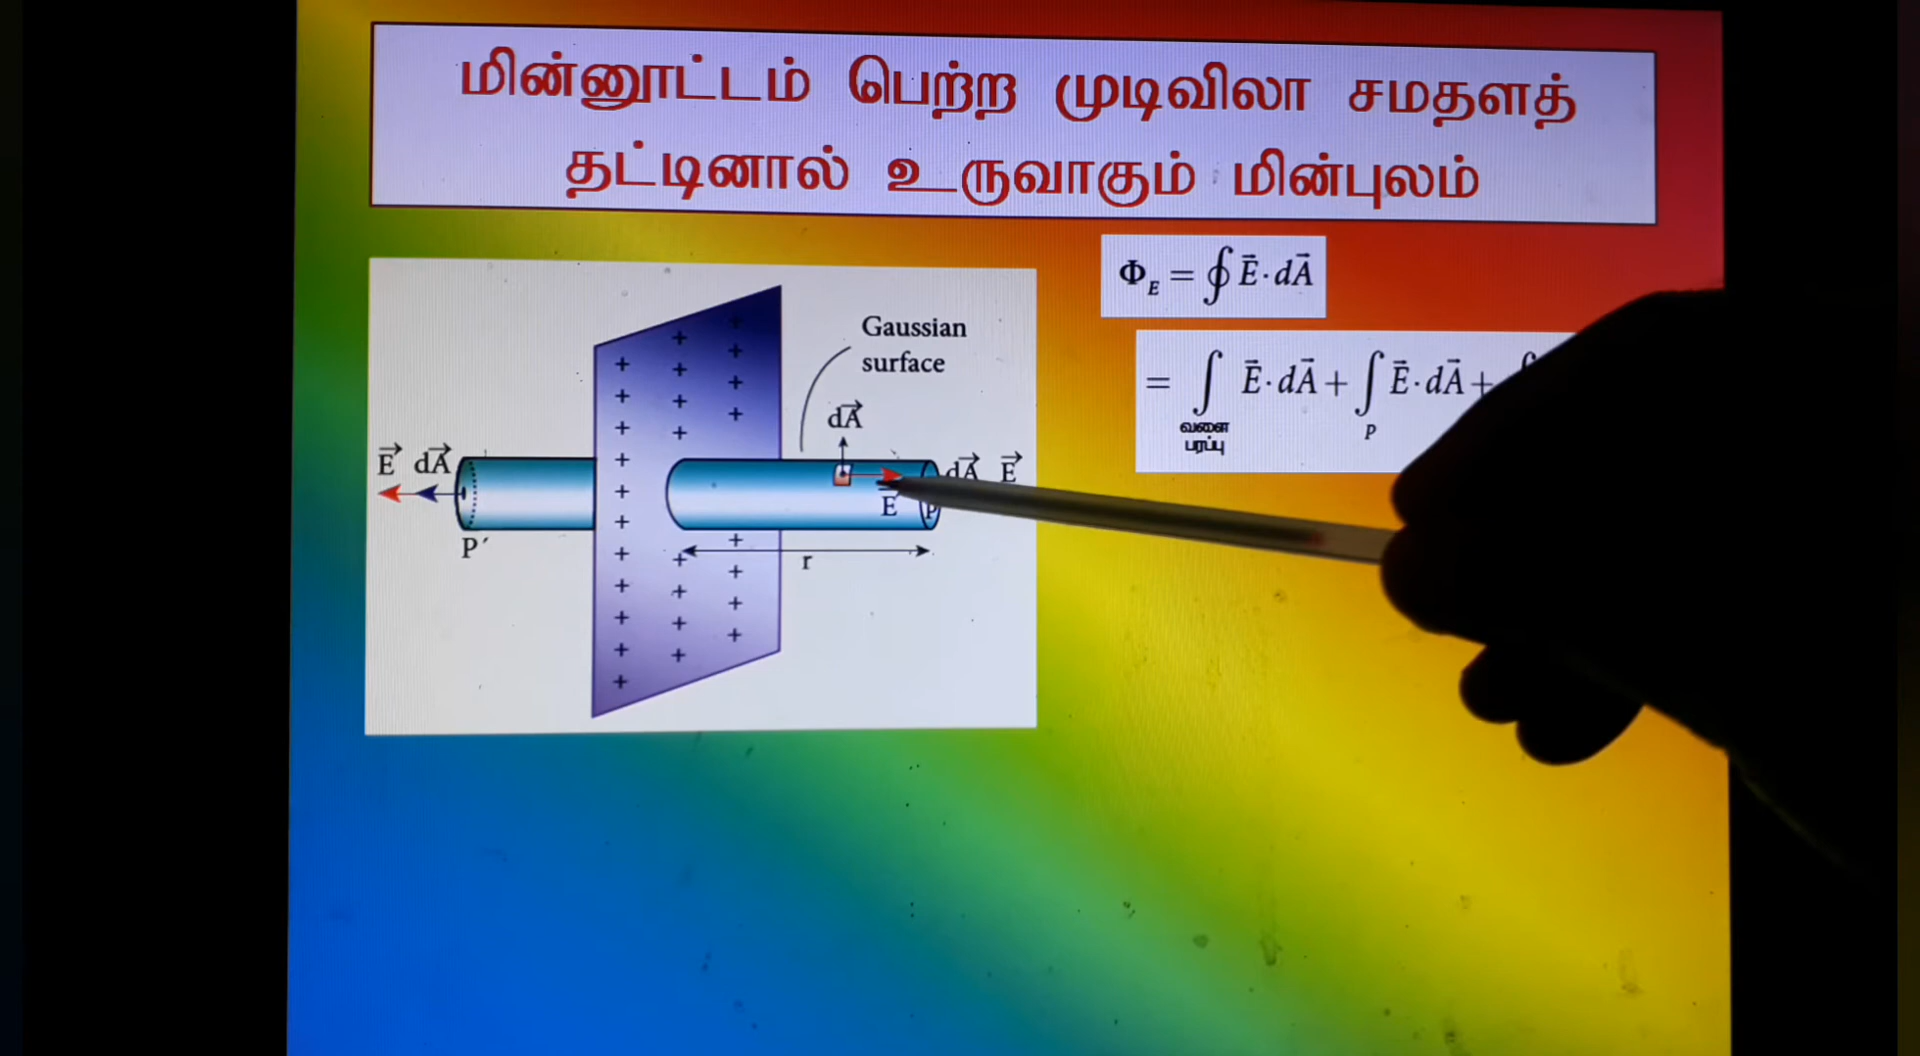 மின்னூட்டம் பெற்ற முடிவிலா சமதளத்
தட்டினால் உருவாகும் மின்புலம்
Φ_E = ∮ E⃗ · dA⃗
= ∫ E⃗ · dA⃗ + ∫ E⃗ · dA⃗ +
வளை
பரப்பு
P
Gaussian
surface
dA⃗
E⃗ dA⃗
dA⃗ E⃗
E⃗
P
P′
r